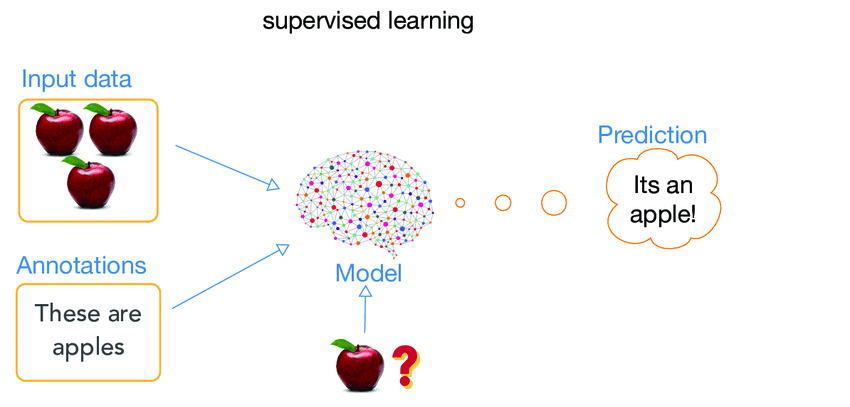 supervised learning
Input data
Prediction
Its an
apple!
Annotations
Model
These are
apples
?